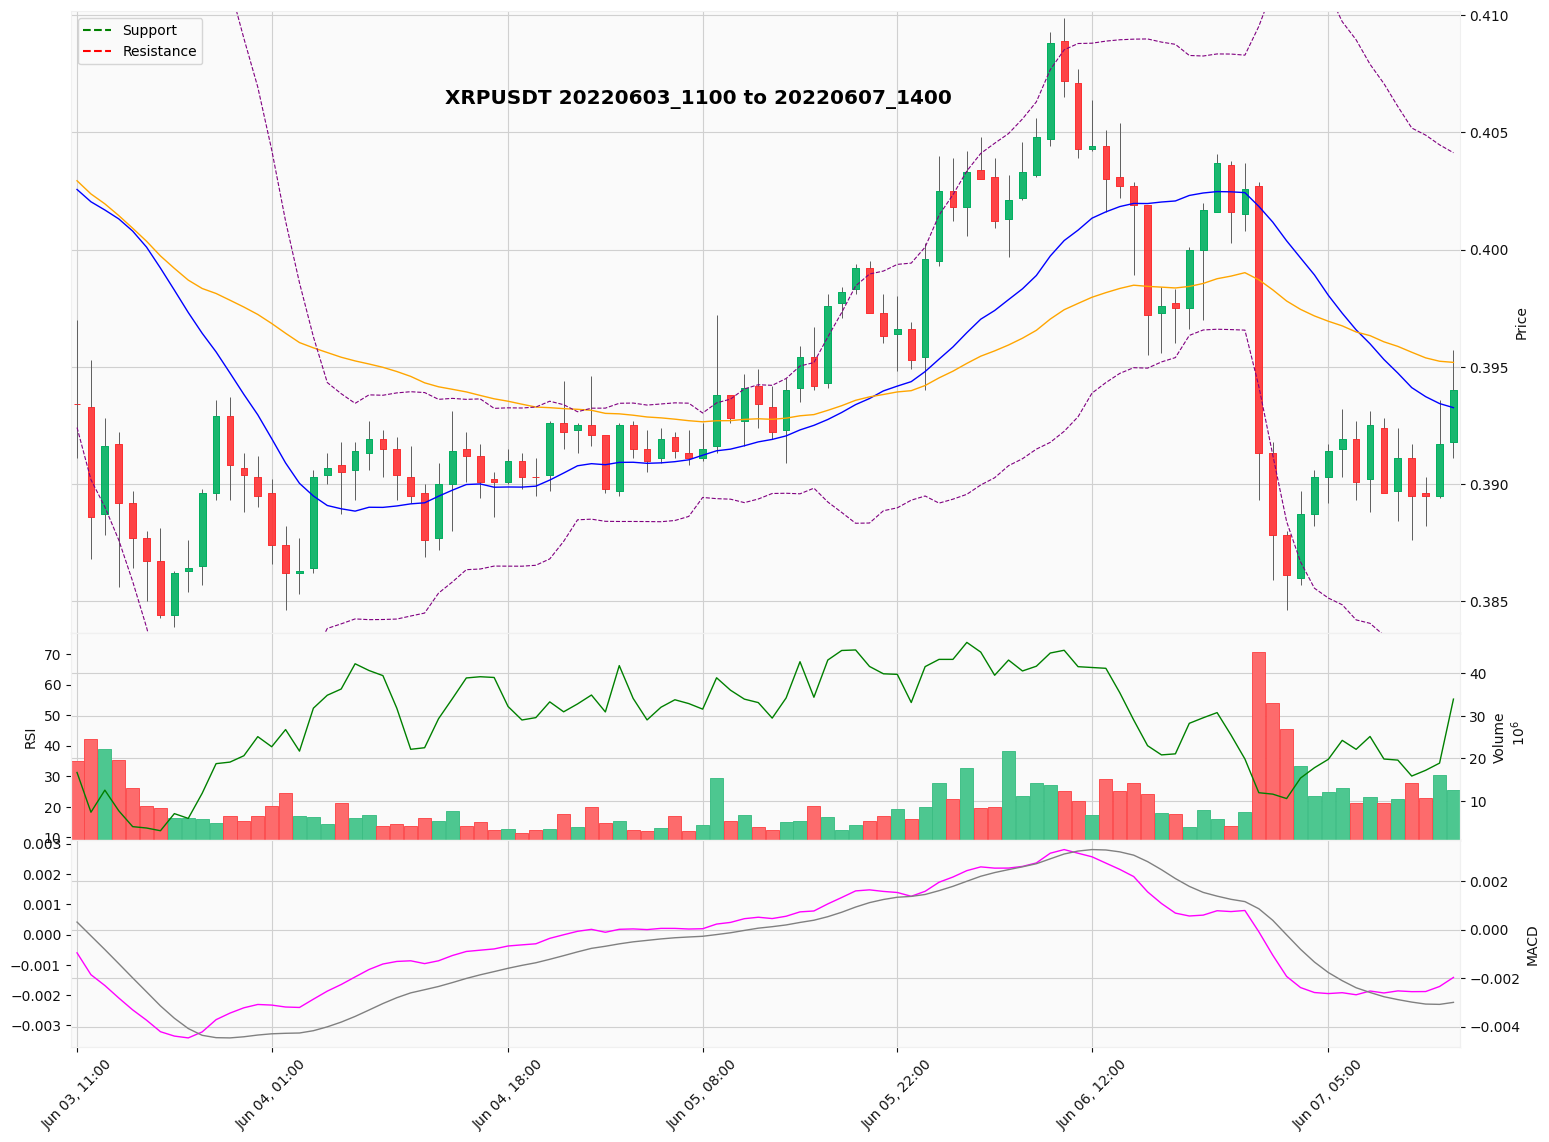 Support
Resistance
XRPUSDT 20220603_1100 to 20220607_1400
0.410
0.405
0.400
0.395
0.390
0.385
Price
70
60
50
40
30
20
10
RSI
40
30
20
10
Volume
10^6
0.003
0.002
0.001
0.000
−0.001
−0.002
−0.003
0.002
0.000
−0.002
−0.004
MACD
Jun 03, 11:00
Jun 04, 01:00
Jun 04, 18:00
Jun 05, 08:00
Jun 05, 22:00
Jun 06, 12:00
Jun 07, 05:00